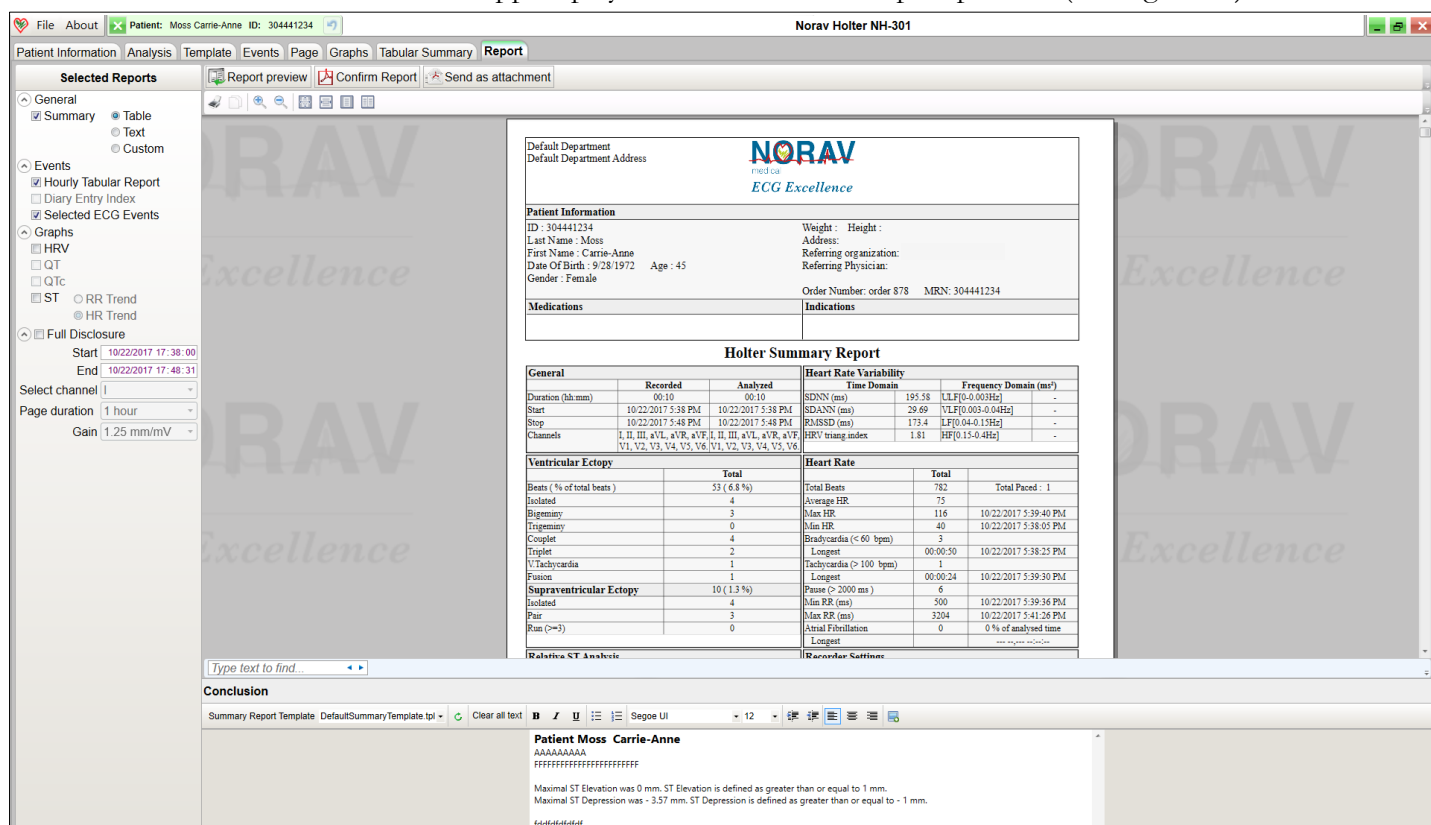 File About Patient: Moss Carrie-Anne ID: 304441234 Norav Holter NH-301
Patient Information Analysis Template Events Page Graphs Tabular Summary Report
Selected Reports Report preview Confirm Report Send as attachment
General
Summary Table
Text
Custom
Events
Hourly Tabular Report
Diary Entry Index
Selected ECG Events
Graphs
HRV
QT
QTc
ST RR Trend
HR Trend
Full Disclosure
Start 10/22/2017 17:38:00
End 10/22/2017 17:48:31
Select channel I
Page duration 1 hour
Gain 1.25 mm/mV
Default Department
Default Department Address
NORAV
medical
ECG Excellence
Patient Information
ID : 304441234 Weight : Height :
Last Name : Moss Address:
First Name : Carrie-Anne Referring organization:
Date Of Birth : 9/28/1972 Age : 45 Referring Physician:
Gender : Female
Order Number: order 878 MRN: 304441234
Medications Indications
Holter Summary Report
General Heart Rate Variability
Recorded Analyzed Time Domain Frequency Domain (ms²)
Duration (hh:mm) 00:10 00:10 SDNN (ms) 195.58 ULF[0-0.003Hz] -
Start 10/22/2017 5:38 PM 10/22/2017 5:38 PM SDANN (ms) 29.69 VLF[0.003-0.04Hz] -
Stop 10/22/2017 5:48 PM 10/22/2017 5:48 PM RMSSD (ms) 173.4 LF[0.04-0.15Hz] -
Channels I, II, III, aVL, aVR, aVF, I, II, III, aVL, aVR, aVF, HRV triang.index 1.81 HF[0.15-0.4Hz] -
V1, V2, V3, V4, V5, V6. V1, V2, V3, V4, V5, V6.
Ventricular Ectopy Heart Rate
Total Total
Beats ( % of total beats ) 53 ( 6.8 %) Total Beats 782 Total Paced : 1
Isolated 4 Average HR 75
Bigeminy 3 Max HR 116 10/22/2017 5:39:40 PM
Trigeminy 0 Min HR 40 10/22/2017 5:38:05 PM
Couplet 4 Bradycardia (< 60 bpm) 3
Triplet 2 Longest 00:00:50 10/22/2017 5:38:25 PM
V.Tachycardia 1 Tachycardia (> 100 bpm) 1
Fusion 1 Longest 00:00:24 10/22/2017 5:39:30 PM
Supraventricular Ectopy 10 ( 1.3 %) Pause (> 2000 ms ) 6
Isolated 4 Min RR (ms) 500 10/22/2017 5:39:36 PM
Pair 3 Max RR (ms) 3204 10/22/2017 5:41:26 PM
Run (>=3) 0 Atrial Fibrillation 0 0 % of analysed time
Longest --- --,--- --:--:--
Relative ST Analysis Recorder Settings
Type text to find...
Conclusion
Summary Report Template DefaultSummaryTemplate.tpl Clear all text B I U Segoe UI 12
Patient Moss Carrie-Anne
AAAAAAAAA
FFFFFFFFFFFFFFFFFFFFFFF
Maximal ST Elevation was 0 mm. ST Elevation is defined as greater than or equal to 1 mm.
Maximal ST Depression was - 3.57 mm. ST Depression is defined as greater than or equal to - 1 mm.